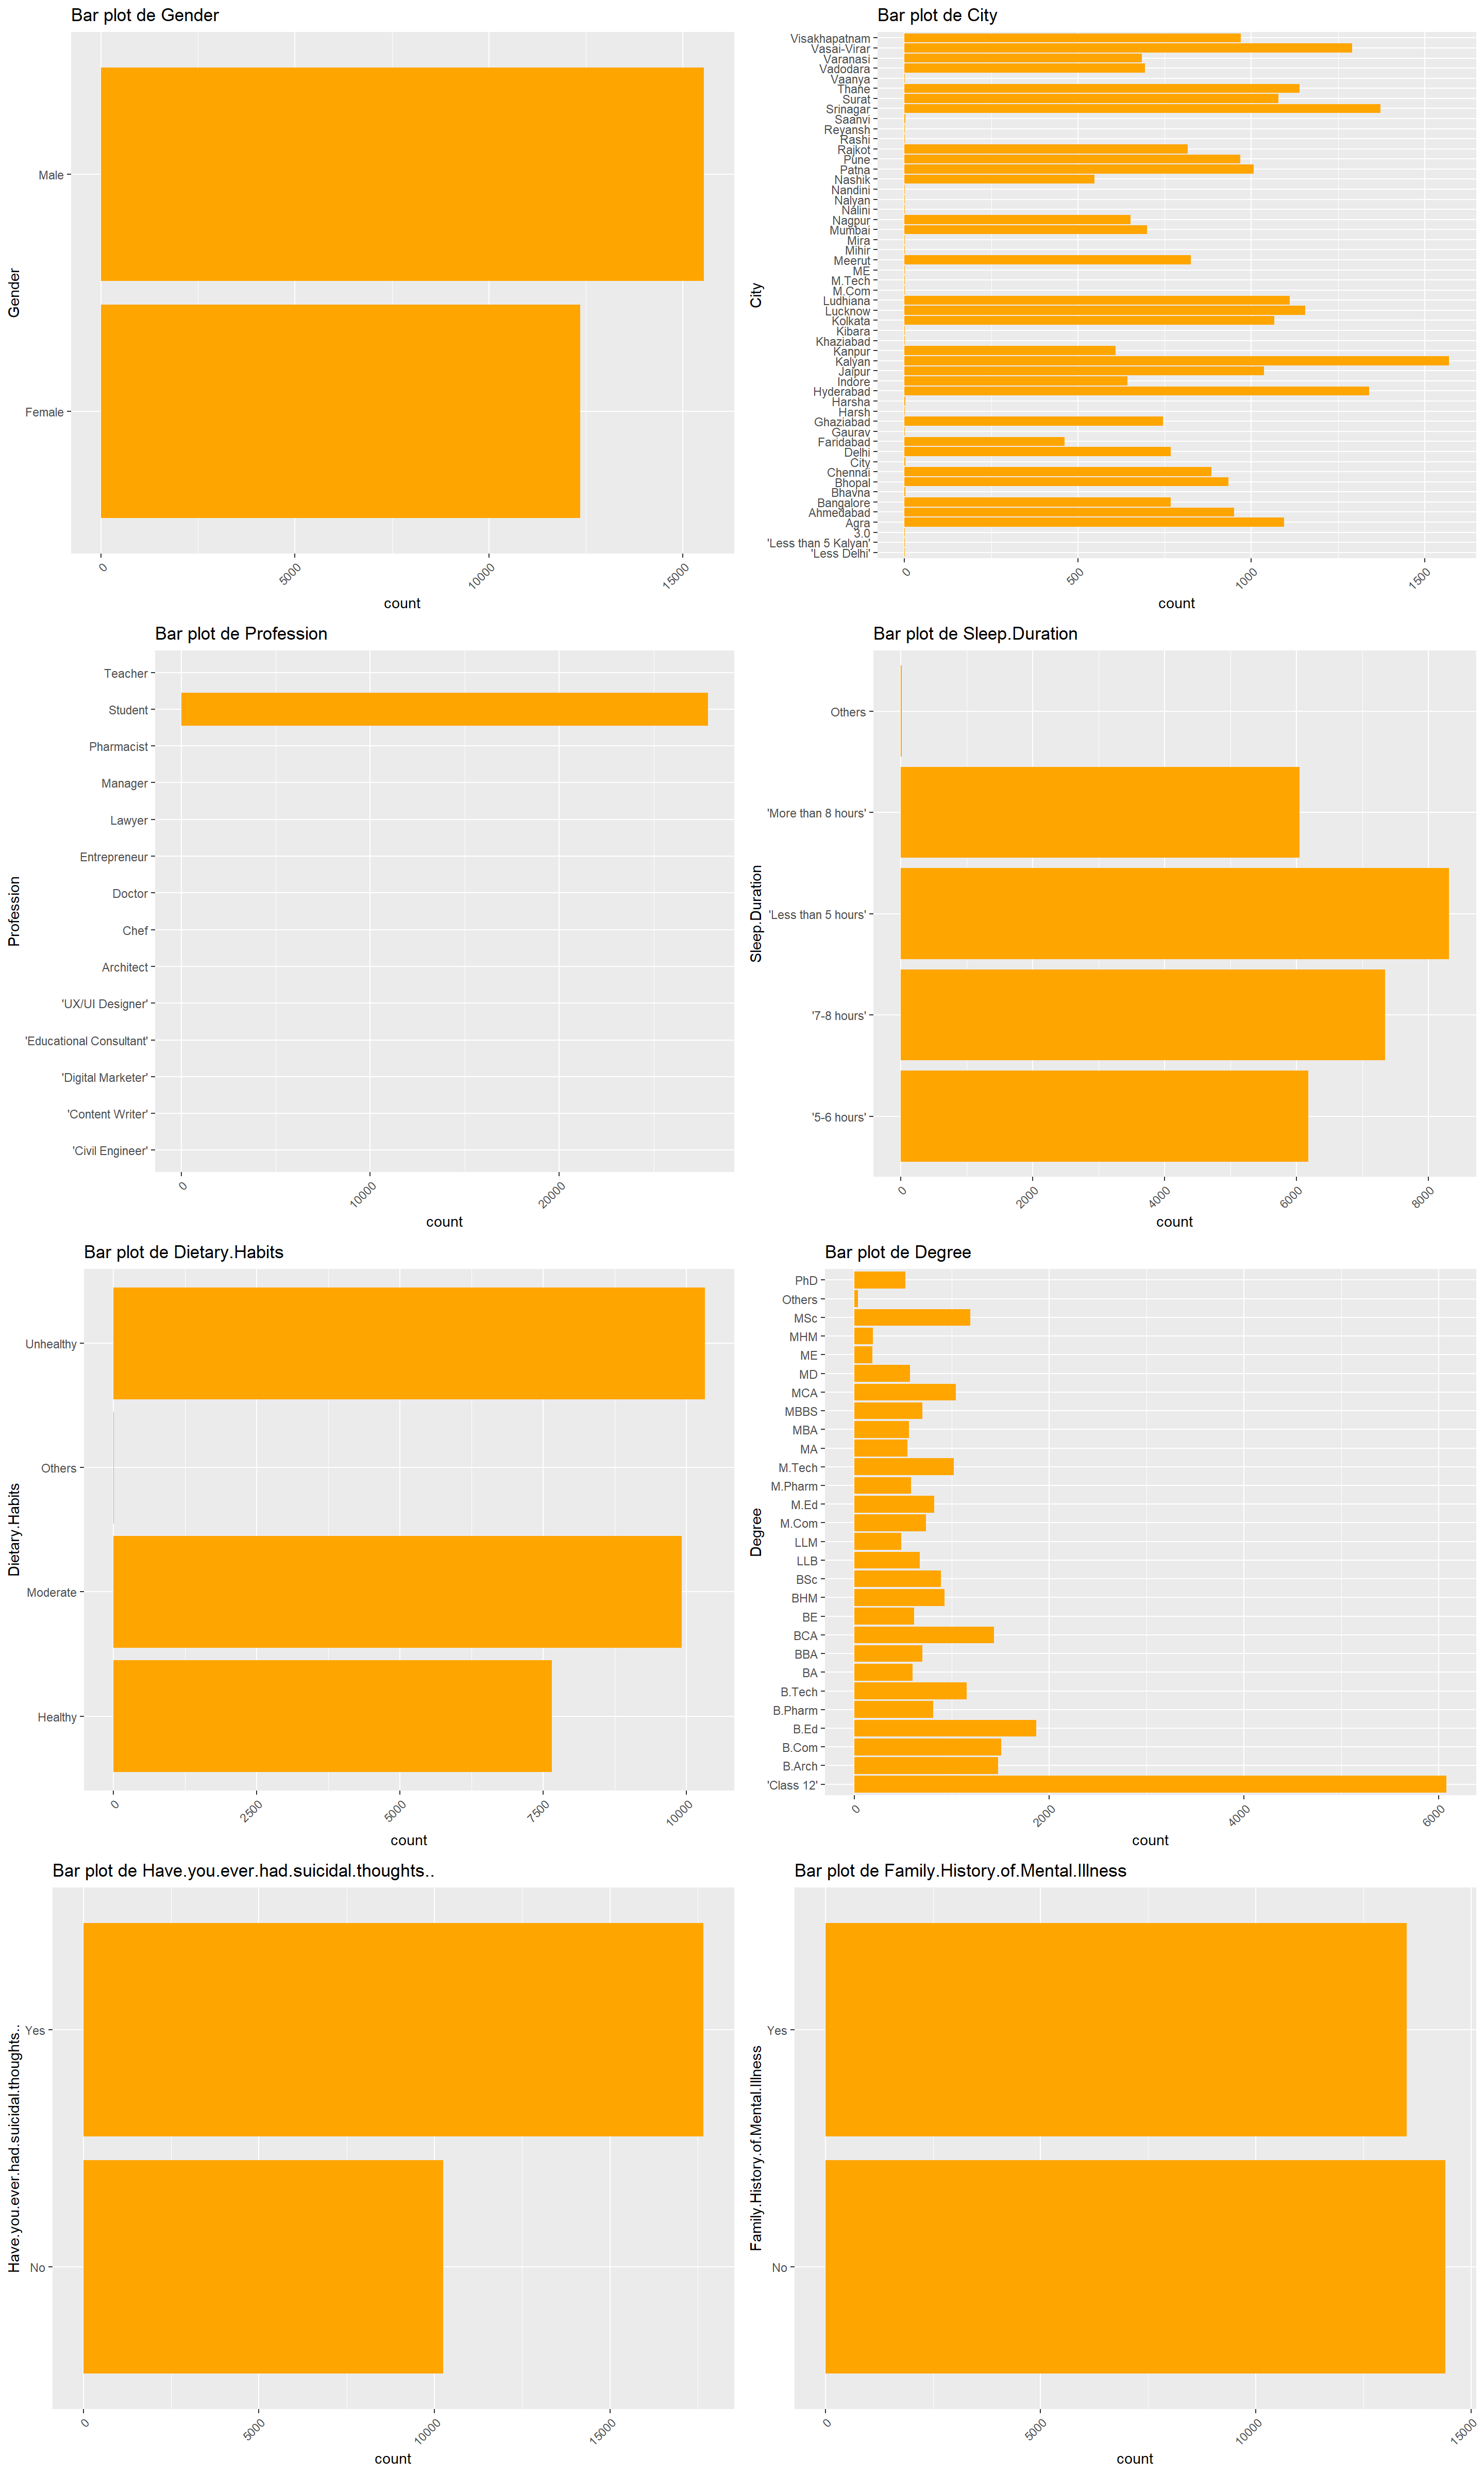 Bar plot de Gender
Gender
Male
Female
0
5000
10000
15000
count
Bar plot de City
City
Visakhapatnam
Vasai-Virar
Varanasi
Vadodara
Vaanya
Thane
Surat
Srinagar
Saanvi
Reyansh
Rashi
Rajkot
Pune
Patna
Nashik
Nandini
Nalyan
Nalini
Nagpur
Mumbai
Mira
Mihir
Meerut
ME
M.Tech
M.Com
Ludhiana
Lucknow
Kolkata
Kibara
Khaziabad
Kanpur
Kalyan
Jaipur
Indore
Hyderabad
Harsha
Harsh
Ghaziabad
Gaurav
Faridabad
Delhi
City
Chennai
Bhopal
Bhavna
Bangalore
Ahmedabad
Agra
3.0
'Less than 5 Kalyan'
'Less Delhi'
0
500
1000
1500
count
Bar plot de Profession
Profession
Teacher
Student
Pharmacist
Manager
Lawyer
Entrepreneur
Doctor
Chef
Architect
'UX/UI Designer'
'Educational Consultant'
'Digital Marketer'
'Content Writer'
'Civil Engineer'
0
10000
20000
count
Bar plot de Sleep.Duration
Sleep.Duration
Others
'More than 8 hours'
'Less than 5 hours'
'7-8 hours'
'5-6 hours'
0
2000
4000
6000
8000
count
Bar plot de Dietary.Habits
Dietary.Habits
Unhealthy
Others
Moderate
Healthy
0
2500
5000
7500
10000
count
Bar plot de Degree
Degree
PhD
Others
MSc
MHM
ME
MD
MCA
MBBS
MBA
MA
M.Tech
M.Pharm
M.Ed
M.Com
LLM
LLB
BSc
BHM
BE
BCA
BBA
BA
B.Tech
B.Pharm
B.Ed
B.Com
B.Arch
'Class 12'
0
2000
4000
6000
count
Bar plot de Have.you.ever.had.suicidal.thoughts..
Have.you.ever.had.suicidal.thoughts..
Yes
No
0
5000
10000
15000
count
Bar plot de Family.History.of.Mental.Illness
Family.History.of.Mental.Illness
Yes
No
0
5000
10000
15000
count